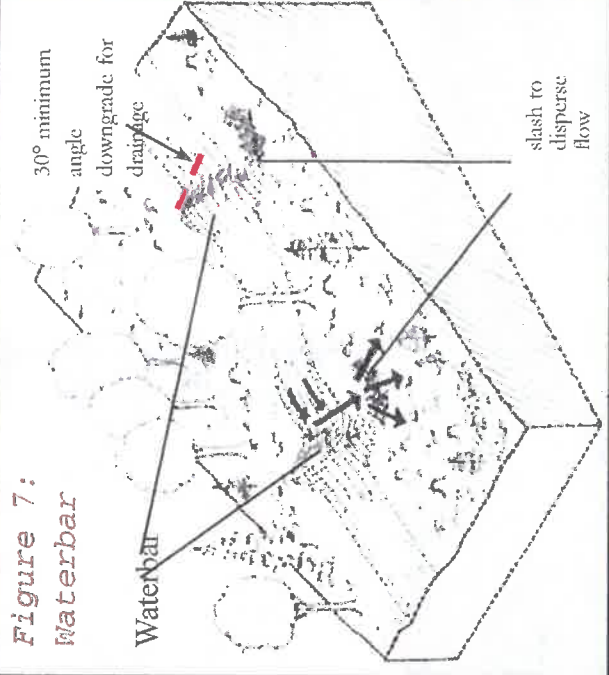 Figure 7:
Waterbar
Waterbar
30° minimum
angle
downgrade for
drainage
slash to
disperse
flow